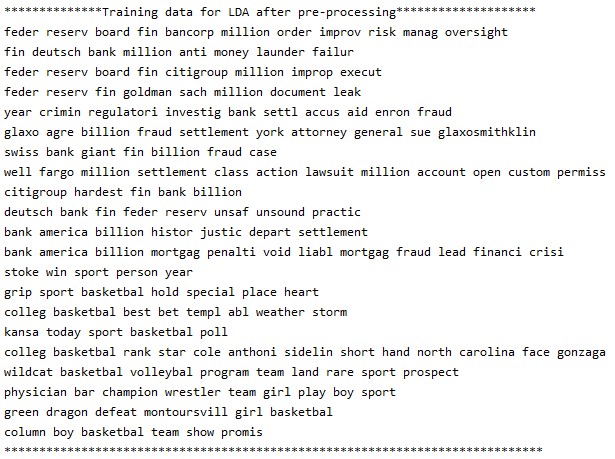 **************Training data for LDA after pre-processing********************
feder reserv board fin bancorp million order improv risk manag oversight
fin deutsch bank million anti money launder failur
feder reserv board fin citigroup million improp execut
feder reserv fin goldman sach million document leak
year crimin regulatori investig bank settl accus aid enron fraud
glaxo agre billion fraud settlement york attorney general sue glaxosmithklin
swiss bank giant fin billion fraud case
well fargo million settlement class action lawsuit million account open custom permiss
citigroup hardest fin bank billion
deutsch bank fin feder reserv unsaf unsound practic
bank america billion histor justic depart settlement
bank america billion mortgag penalti void liabl mortgag fraud lead financi crisi
stoke win sport person year
grip sport basketbal hold special place heart
colleg basketbal best bet templ abl weather storm
kansa today sport basketbal poll
colleg basketbal rank star cole anthoni sidelin short hand north carolina face gonzaga
wildcat basketbal volleybal program team land rare sport prospect
physician bar champion wrestler team girl play boy sport
green dragon defeat montoursvill girl basketbal
column boy basketbal team show promis
*****************************************************************************